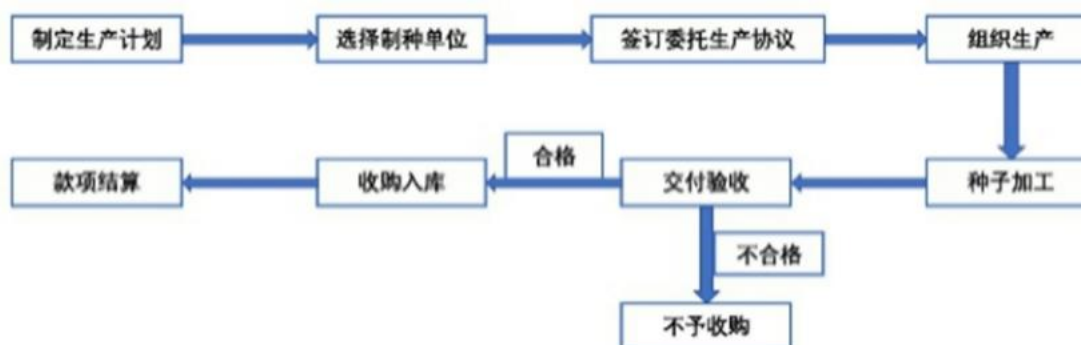 制定生产计划
选择制种单位
签订委托生产协议
组织生产
种子加工
交付验收
合格
收购入库
款项结算
不合格
不予收购